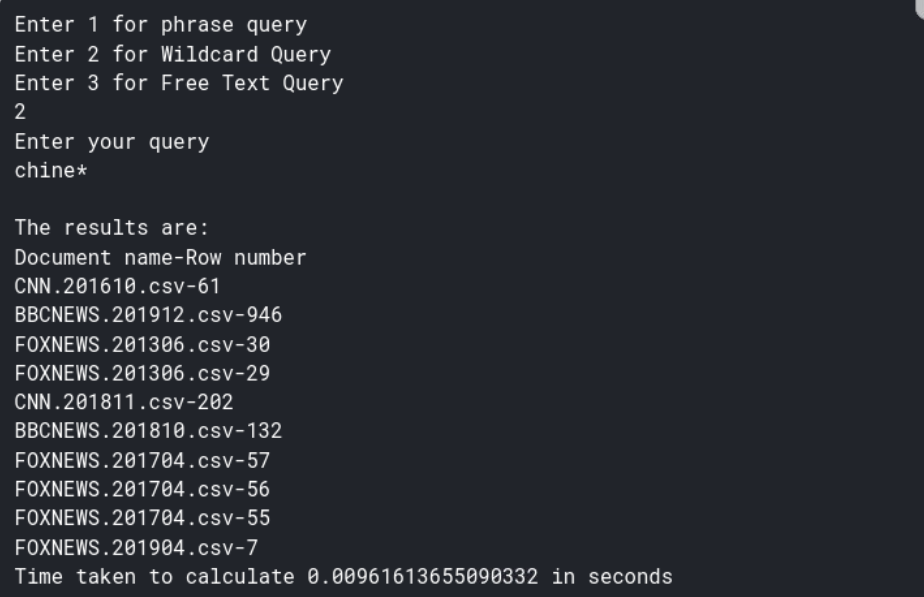 Enter 1 for phrase query
Enter 2 for Wildcard Query
Enter 3 for Free Text Query
2
Enter your query
chine*
The results are:
Document name-Row number
CNN.201610.csv-61
BBCNEWS.201912.csv-946
FOXNEWS.201306.csv-30
FOXNEWS.201306.csv-29
CNN.201811.csv-202
BBCNEWS.201810.csv-132
FOXNEWS.201704.csv-57
FOXNEWS.201704.csv-56
FOXNEWS.201704.csv-55
FOXNEWS.201904.csv-7
Time taken to calculate 0.00961613655090332 in seconds